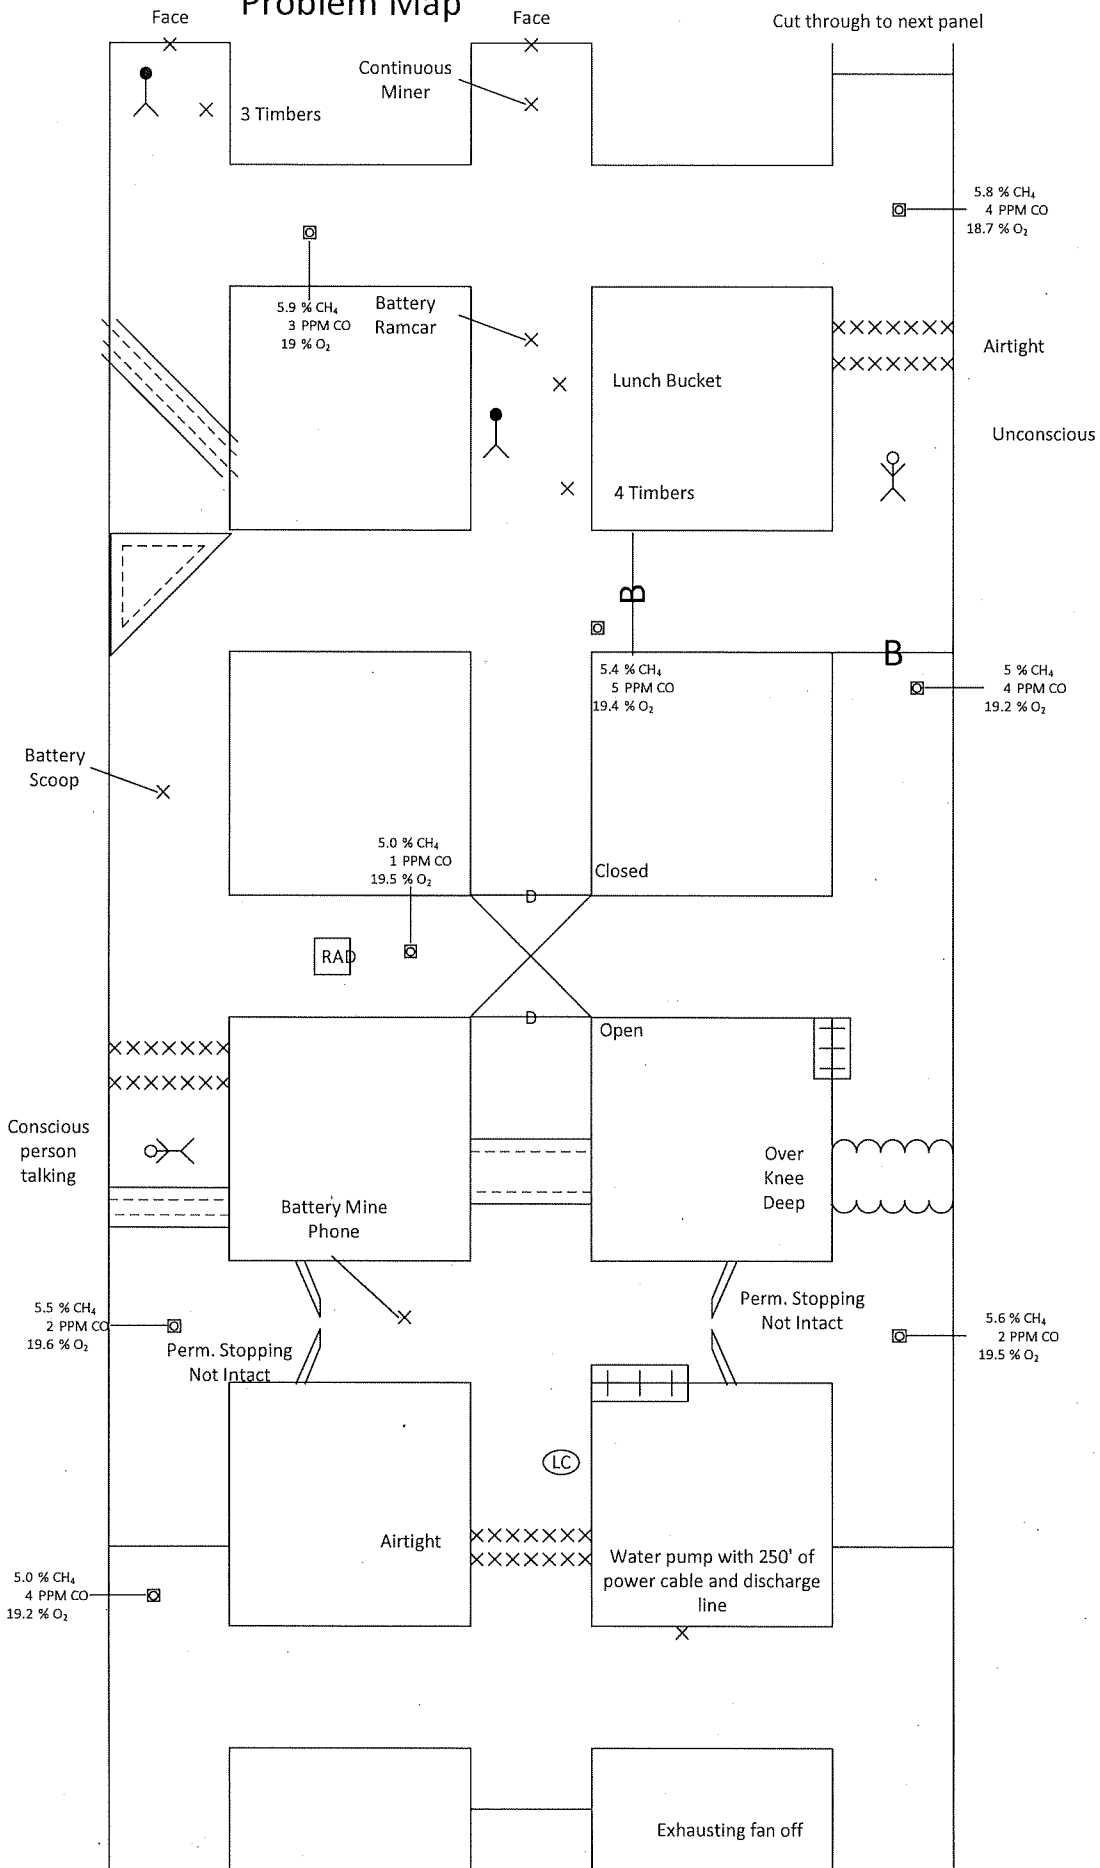 Problem Map
Face
Face
Cut through to next panel
Continuous
Miner
3 Timbers
5.8 % CH₄
4 PPM CO
18.7 % O₂
5.9 % CH₄
3 PPM CO
19 % O₂
Battery
Ramcar
Airtight
Lunch Bucket
Unconscious
4 Timbers
B
B
5.4 % CH₄
5 PPM CO
19.4 % O₂
5 % CH₄
4 PPM CO
19.2 % O₂
Battery
Scoop
5.0 % CH₄
1 PPM CO
19.5 % O₂
Closed
D
RAD
D
Open
Conscious
person
talking
Over
Knee
Deep
Battery Mine
Phone
5.5 % CH₄
2 PPM CO
19.6 % O₂
Perm. Stopping
Not Intact
Perm. Stopping
Not Intact
5.6 % CH₄
2 PPM CO
19.5 % O₂
LC
Airtight
Water pump with 250' of
power cable and discharge
line
5.0 % CH₄
4 PPM CO
19.2 % O₂
Exhausting fan off